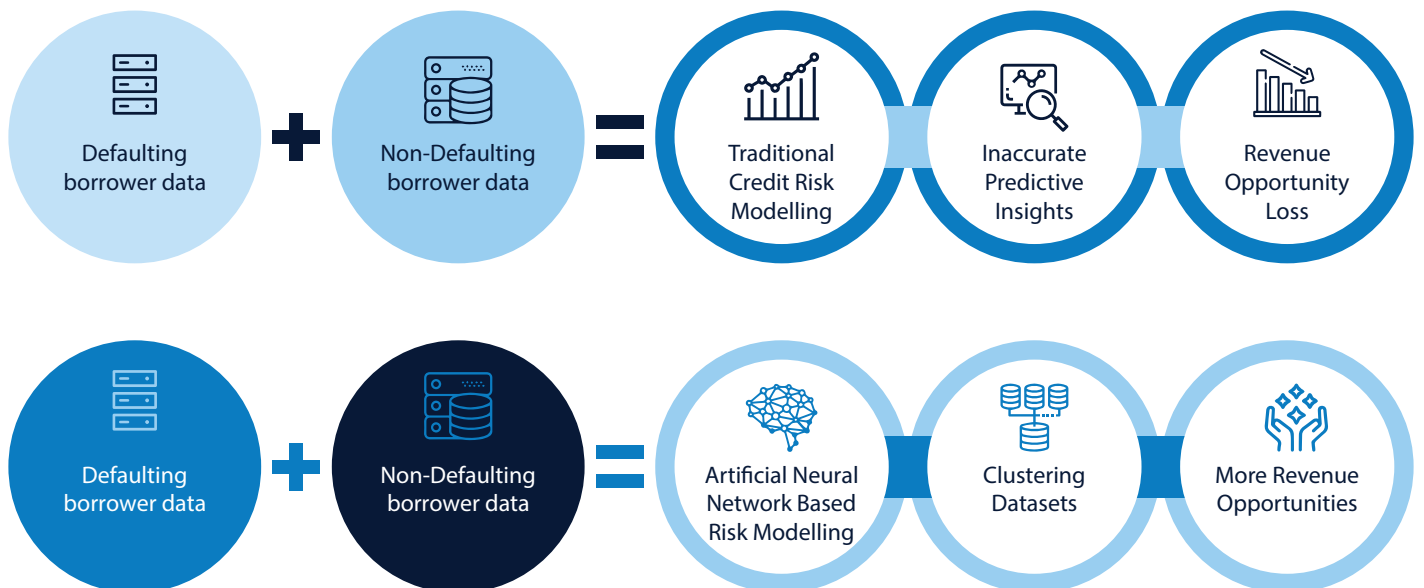 Defaulting
borrower data
Non-Defaulting
borrower data
Traditional
Credit Risk
Modelling
Inaccurate
Predictive
Insights
Revenue
Opportunity
Loss
Defaulting
borrower data
Non-Defaulting
borrower data
Artificial Neural
Network Based
Risk Modelling
Clustering
Datasets
More Revenue
Opportunities